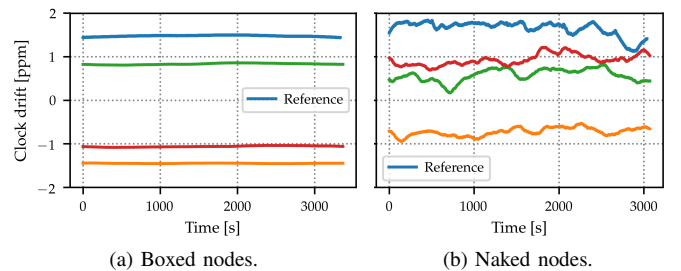 Clock drift [ppm]
2
1
0
−1
−2
Reference
0 1000 2000 3000
Time [s]
(a) Boxed nodes.
Reference
0 1000 2000 3000
Time [s]
(b) Naked nodes.